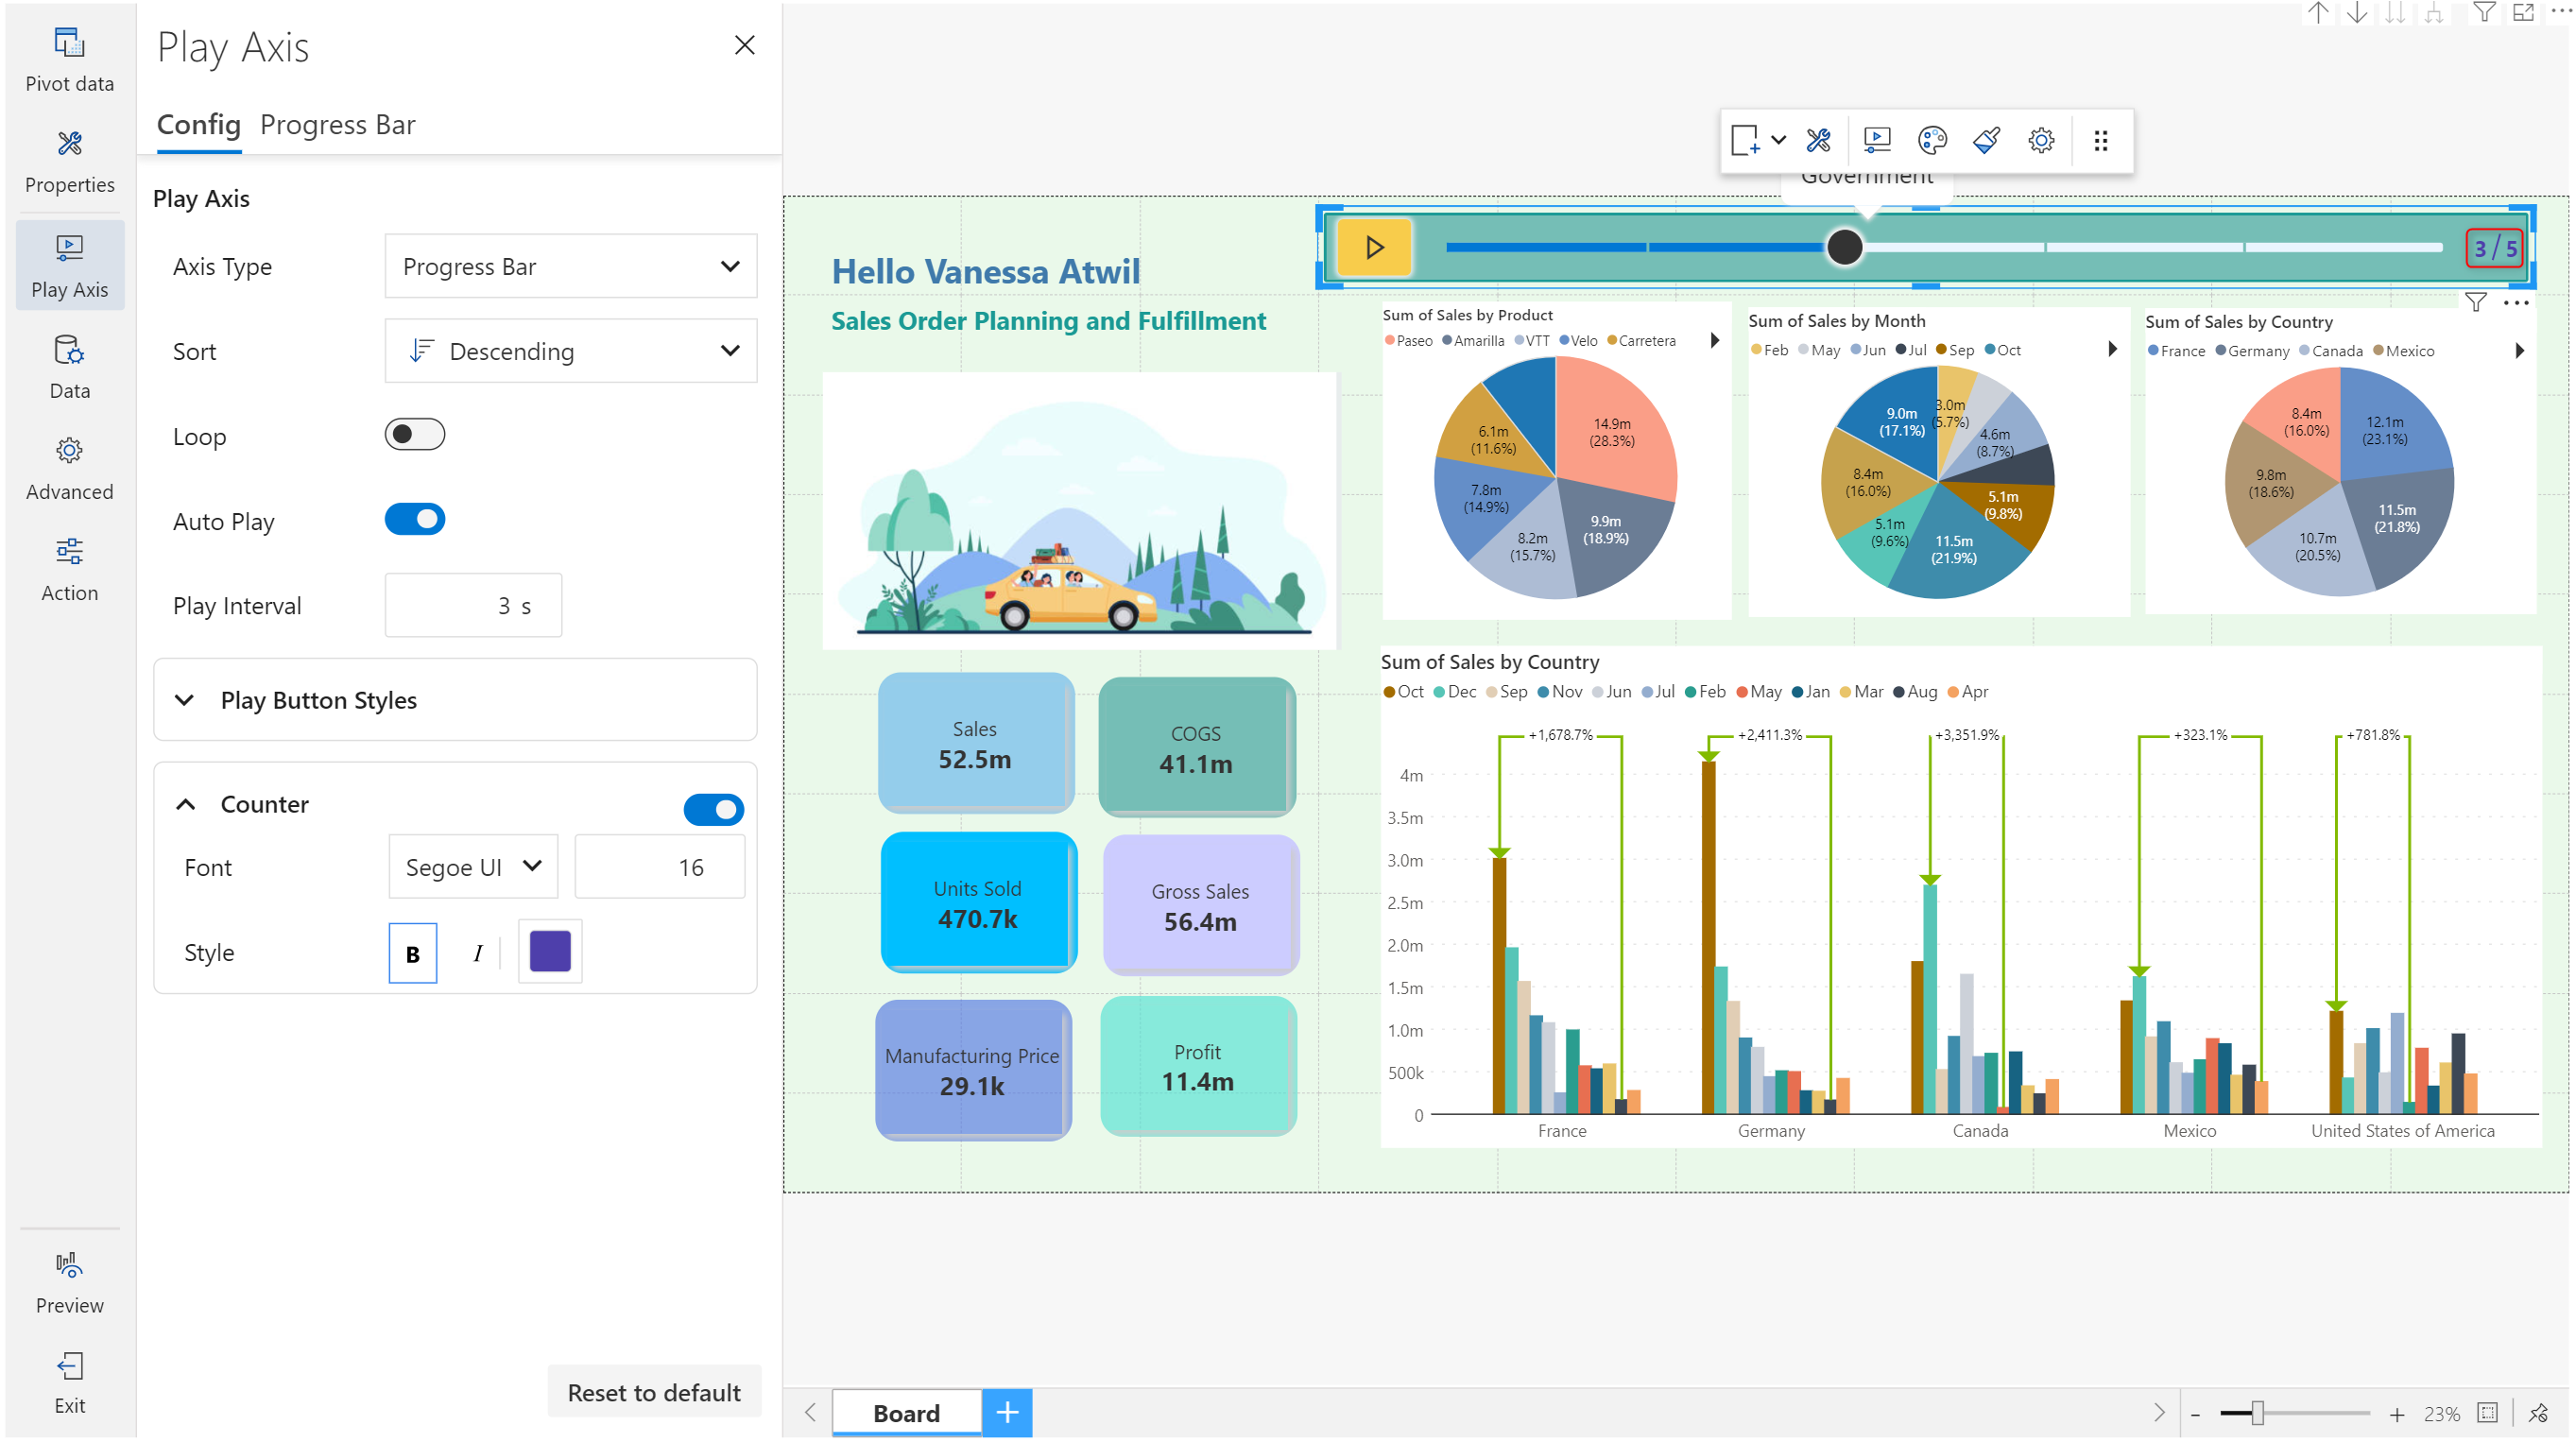 Pivot data
Properties
Play Axis
Data
Advanced
Action
Preview
Exit
Play Axis
Config Progress Bar
Play Axis
Axis Type Progress Bar
Sort Descending
Loop
Auto Play
Play Interval 3 s
Play Button Styles
Counter
Font Segoe UI 16
Style B I
Reset to default
Government
3 / 5
Hello Vanessa Atwil
Sales Order Planning and Fulfillment
Sales
52.5m
COGS
41.1m
Units Sold
470.7k
Gross Sales
56.4m
Manufacturing Price
29.1k
Profit
11.4m
Sum of Sales by Product
Paseo Amarilla VTT Velo Carretera
14.9m
(28.3%)
9.9m
(18.9%)
8.2m
(15.7%)
7.8m
(14.9%)
6.1m
(11.6%)
Sum of Sales by Month
Feb May Jun Jul Sep Oct
3.0m
(5.7%)
4.6m
(8.7%)
5.1m
(9.8%)
11.5m
(21.9%)
5.1m
(9.6%)
8.4m
(16.0%)
9.0m
(17.1%)
Sum of Sales by Country
France Germany Canada Mexico
12.1m
(23.1%)
11.5m
(21.8%)
10.7m
(20.5%)
9.8m
(18.6%)
8.4m
(16.0%)
Sum of Sales by Country
Oct Dec Sep Nov Jun Jul Feb May Jan Mar Aug Apr
+1,678.7% +2,411.3% +3,351.9% +323.1% +781.8%
4m
3.5m
3.0m
2.5m
2.0m
1.5m
1.0m
500k
0
France Germany Canada Mexico United States of America
Board +
- + 23%